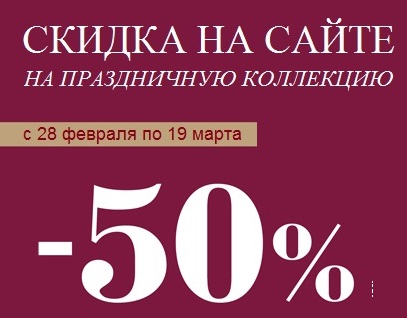 СКИДКА НА САЙТЕ
НА ПРАЗДНИЧНУЮ КОЛЛЕКЦИЮ
с 28 февраля по 19 марта
-50%